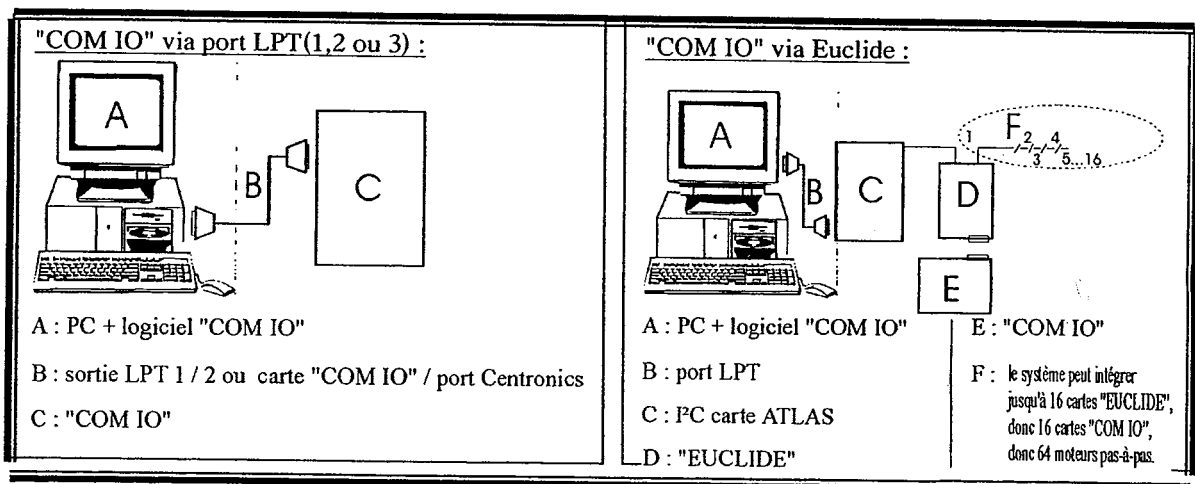 "COM IO" via port LPT(1,2 ou 3) :
A
B
C
A : PC + logiciel "COM IO"
B : sortie LPT 1 / 2 ou carte "COM IO" / port Centronics
C : "COM IO"
"COM IO" via Euclide :
A
B
C
D
E
1 F 2 4
3 5...16
A : PC + logiciel "COM IO"
B : port LPT
C : I²C carte ATLAS
D : "EUCLIDE"
E : "COM IO"
F : le système peut intégrer
jusqu'à 16 cartes "EUCLIDE",
donc 16 cartes "COM IO",
donc 64 moteurs pas-à-pas.